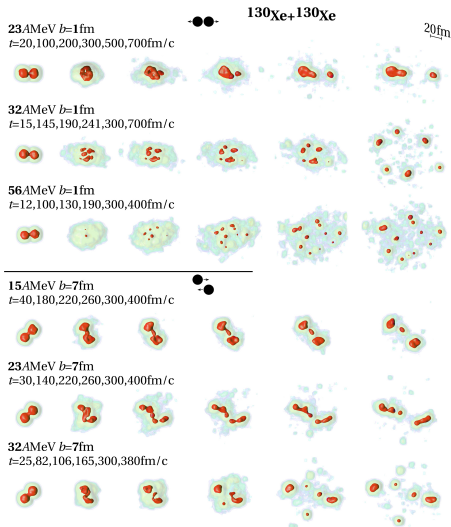 130Xe+130Xe
20fm
23AMeV b=1fm
t=20,100,200,300,500,700fm/c
32AMeV b=1fm
t=15,145,190,241,300,700fm/c
56AMeV b=1fm
t=12,100,130,190,300,400fm/c
15AMeV b=7fm
t=40,180,220,260,300,400fm/c
23AMeV b=7fm
t=30,140,220,260,300,400fm/c
32AMeV b=7fm
t=25,82,106,165,300,380fm/c